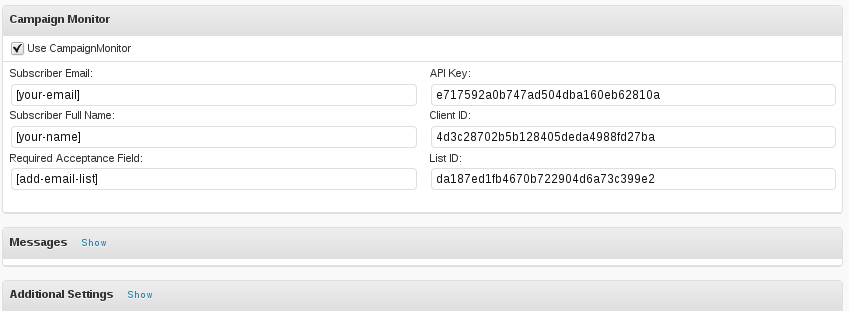 Campaign Monitor
Use CampaignMonitor
Subscriber Email:
[your-email]
API Key:
e717592a0b747ad504dba160eb62810a
Subscriber Full Name:
[your-name]
Client ID:
4d3c28702b5b128405deda4988fd27ba
Required Acceptance Field:
[add-email-list]
List ID:
da187ed1fb4670b722904d6a73c399e2
Messages Show
Additional Settings Show